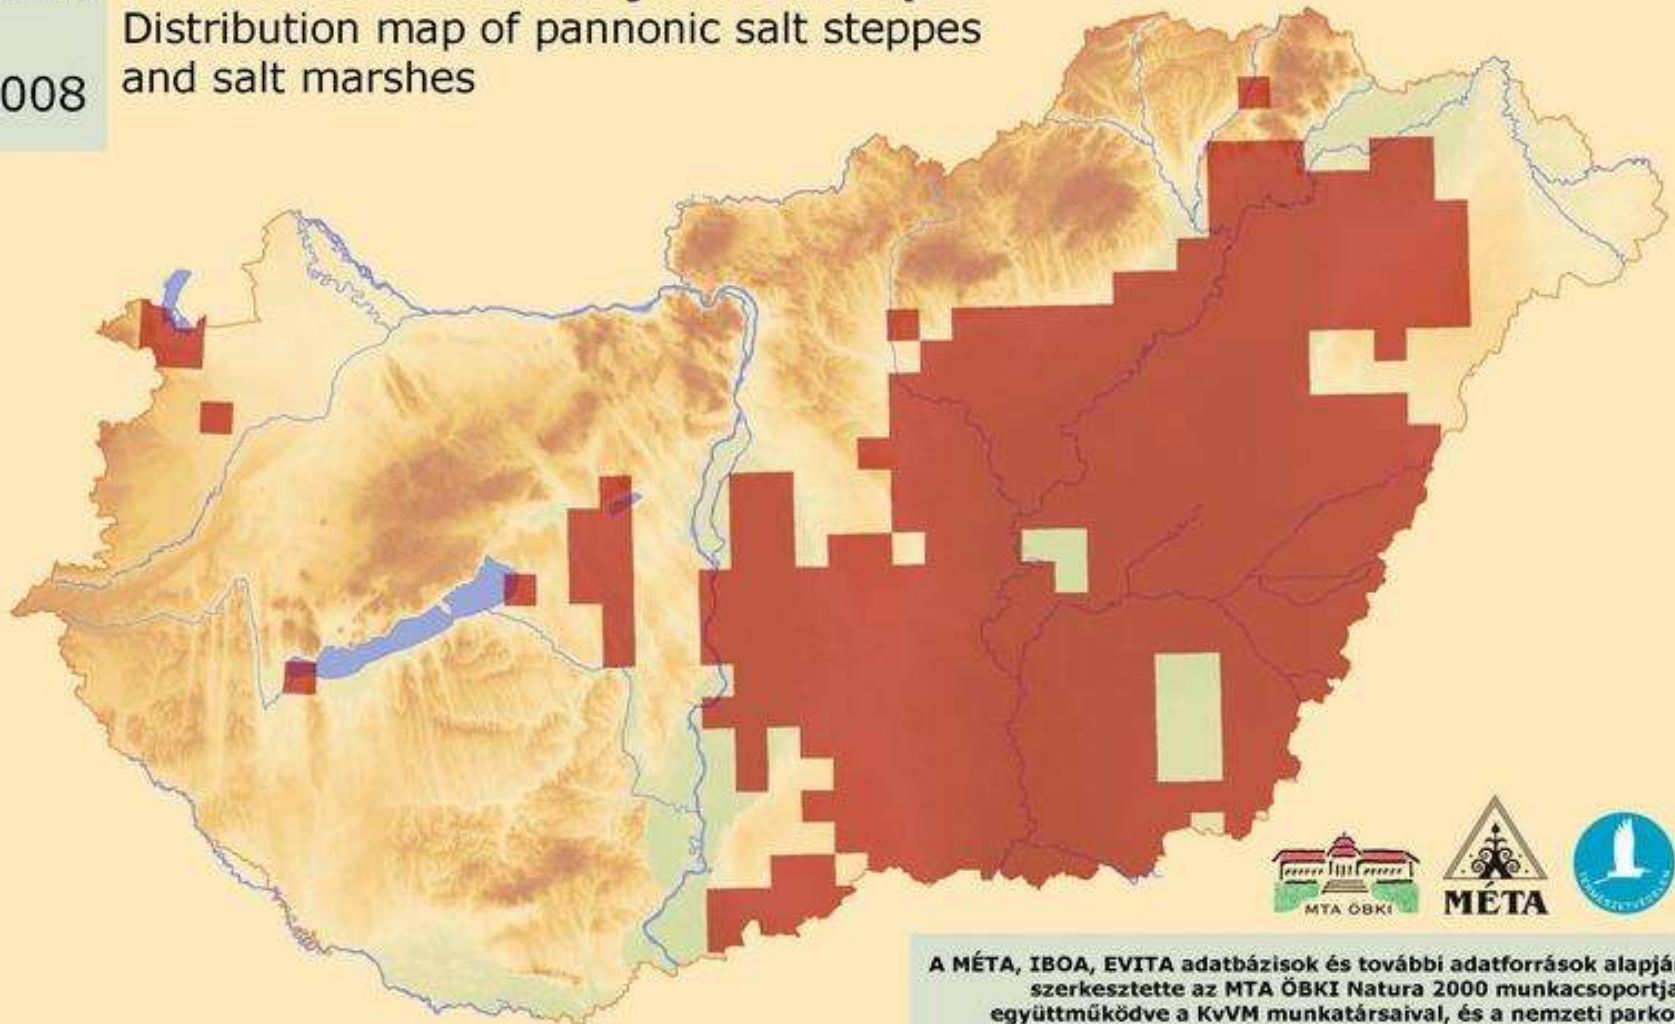 Distribution map of pannonic salt steppes
and salt marshes
008
MTA ÖBKI
MÉTA
TERMÉSZETVÉDELEM
A MÉTA, IBOA, EVITA adatbázisok és további adatforrások alapjá
szerkesztette az MTA ÖBKI Natura 2000 munkacsoportja
együttműködve a KvVM munkatársaival, és a nemzeti parko